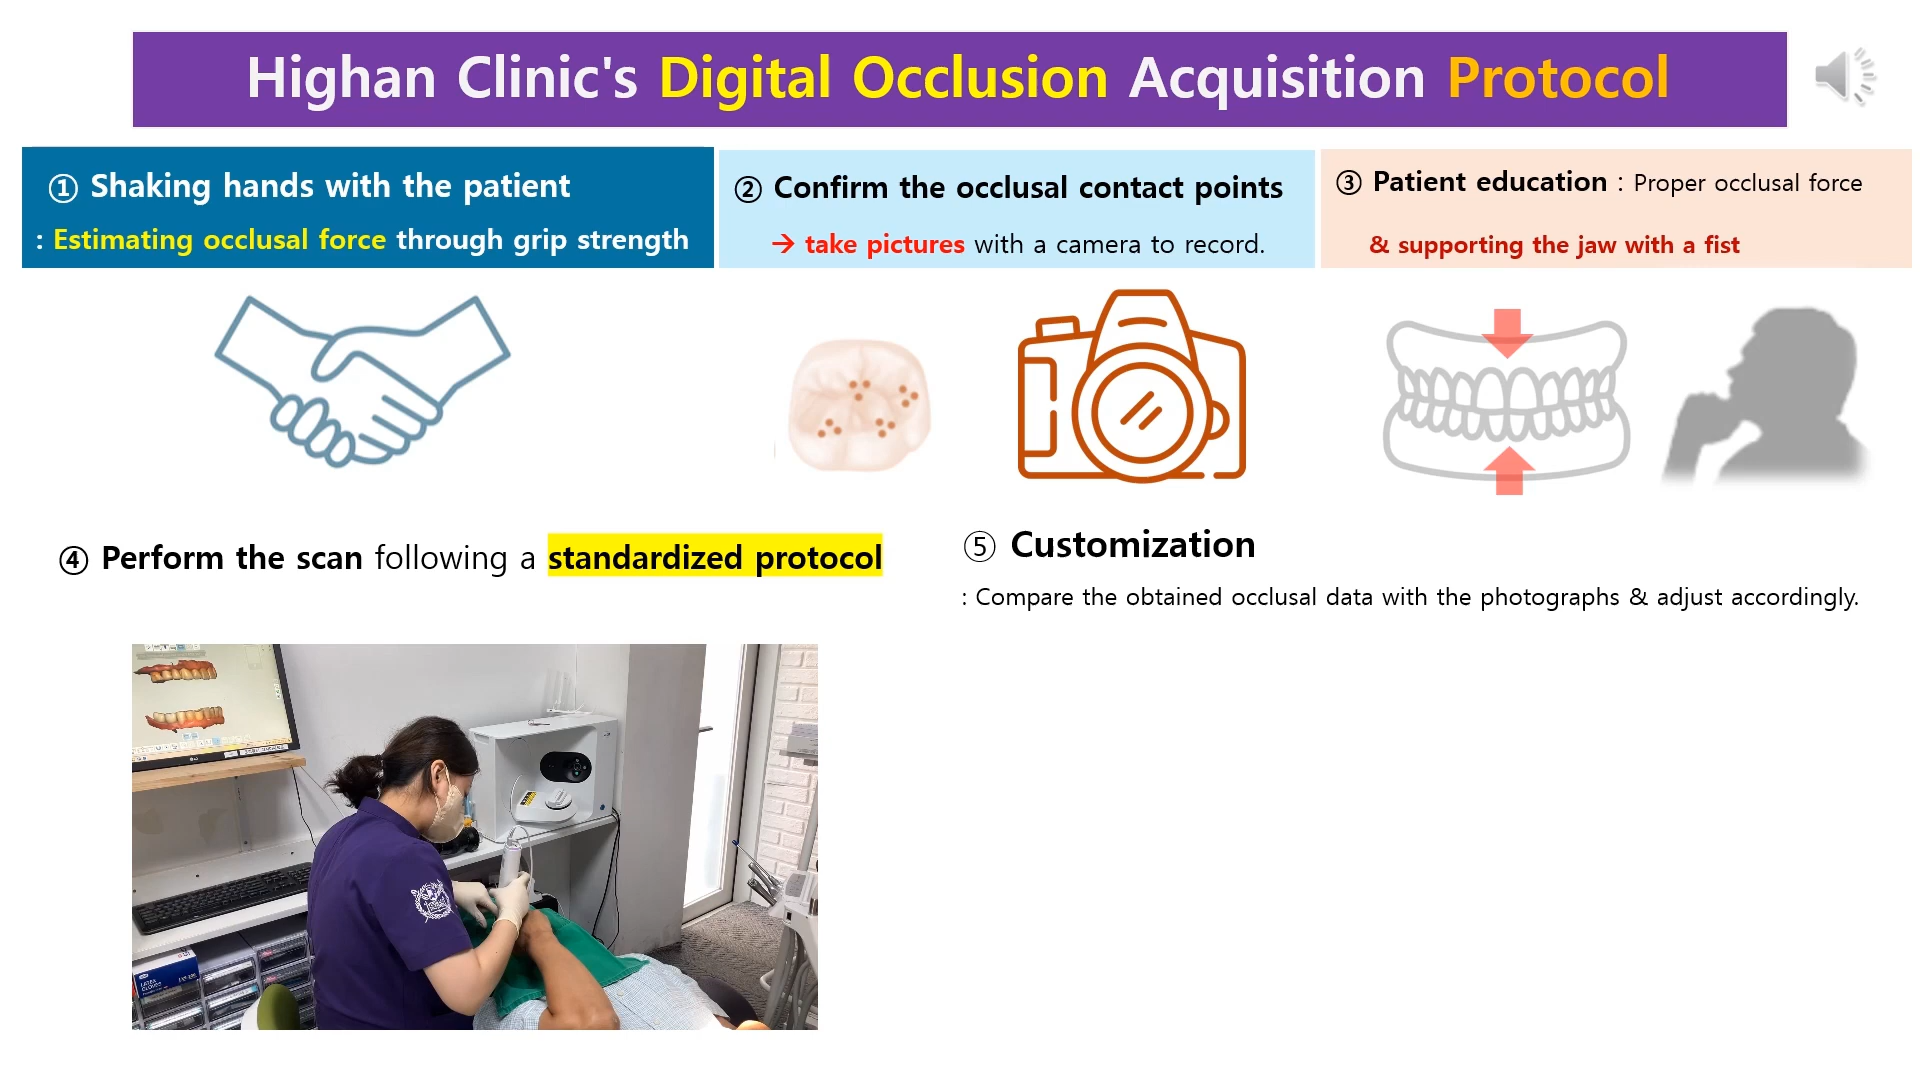 Highan Clinic's Digital Occlusion Acquisition Protocol
① Shaking hands with the patient
: Estimating occlusal force through grip strength
② Confirm the occlusal contact points
→ take pictures with a camera to record.
③ Patient education : Proper occlusal force
& supporting the jaw with a fist
④ Perform the scan following a standardized protocol
⑤ Customization
: Compare the obtained occlusal data with the photographs & adjust accordingly.